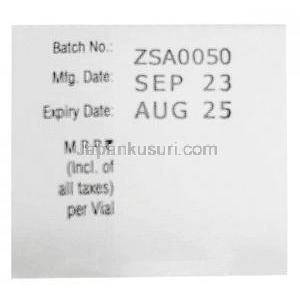 Batch No.: ZSA0050
Mfg. Date: SEP 23
Expiry Date: AUG 25
M.R.P.₹
(Incl. of
all taxes)
per Vial
Japankusuri.com